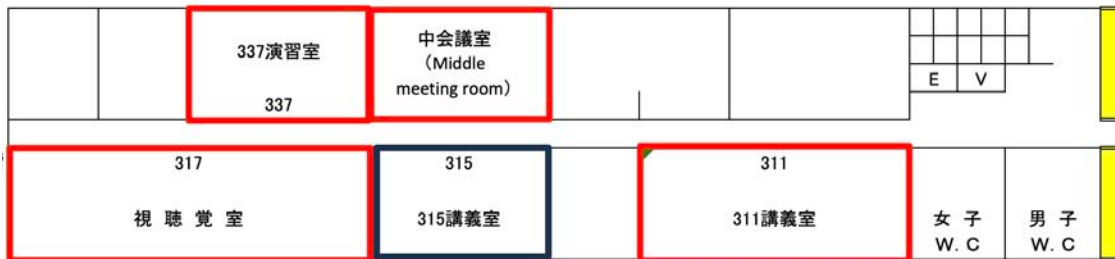 337演習室
337
中会議室
（Middle
meeting room）
E V
317
視 聴 覚 室
315
315講義室
311
311講義室
女 子
W. C
男 子
W. C